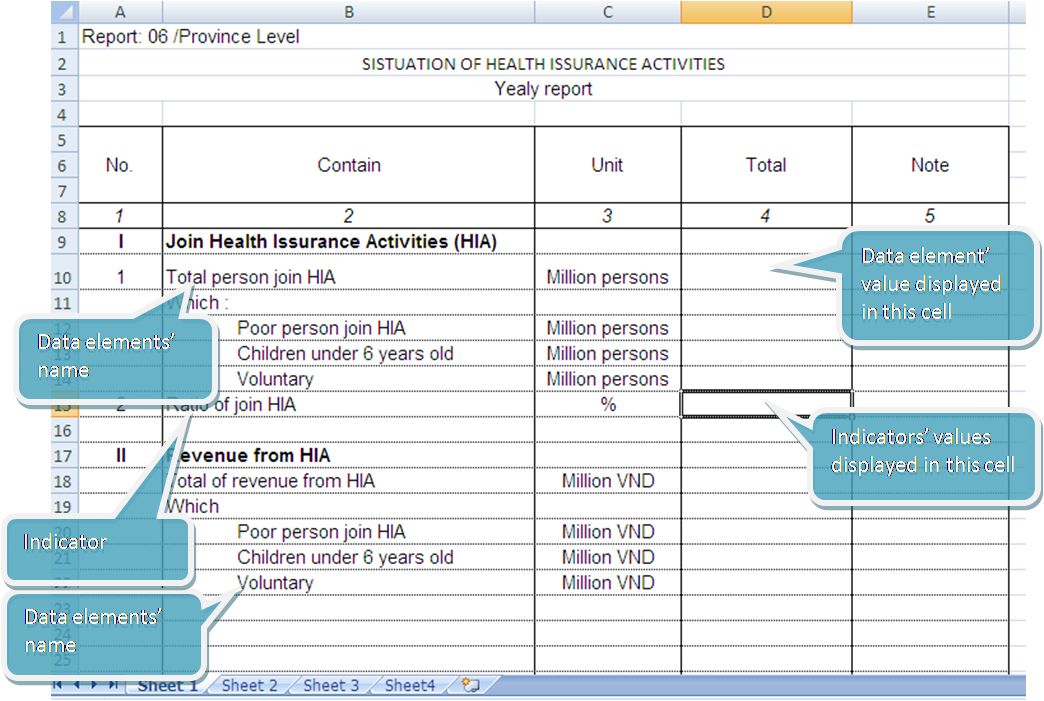 A B C D E
1 Report: 06 /Province Level
2 SISTUATION OF HEALTH ISSURANCE ACTIVITIES
3 Yealy report
4
5
6 No. Contain Unit Total Note
7
8 1 2 3 4 5
9 I Join Health Issurance Activities (HIA)
10 1 Total person join HIA Million persons
11 Which :
12 Poor person join HIA Million persons
13 Children under 6 years old Million persons
14 Voluntary Million persons
15 2 Ratio of join HIA %
16
17 II Revenue from HIA
18 Total of revenue from HIA Million VND
19 Which
20 Poor person join HIA Million VND
21 Children under 6 years old Million VND
22 Voluntary Million VND
23
24
25
Data element'
value displayed
in this cell
Data elements'
name
Indicators' values
displayed in this cell
Indicator
Data elements'
name
Sheet 1 Sheet 2 Sheet 3 Sheet4